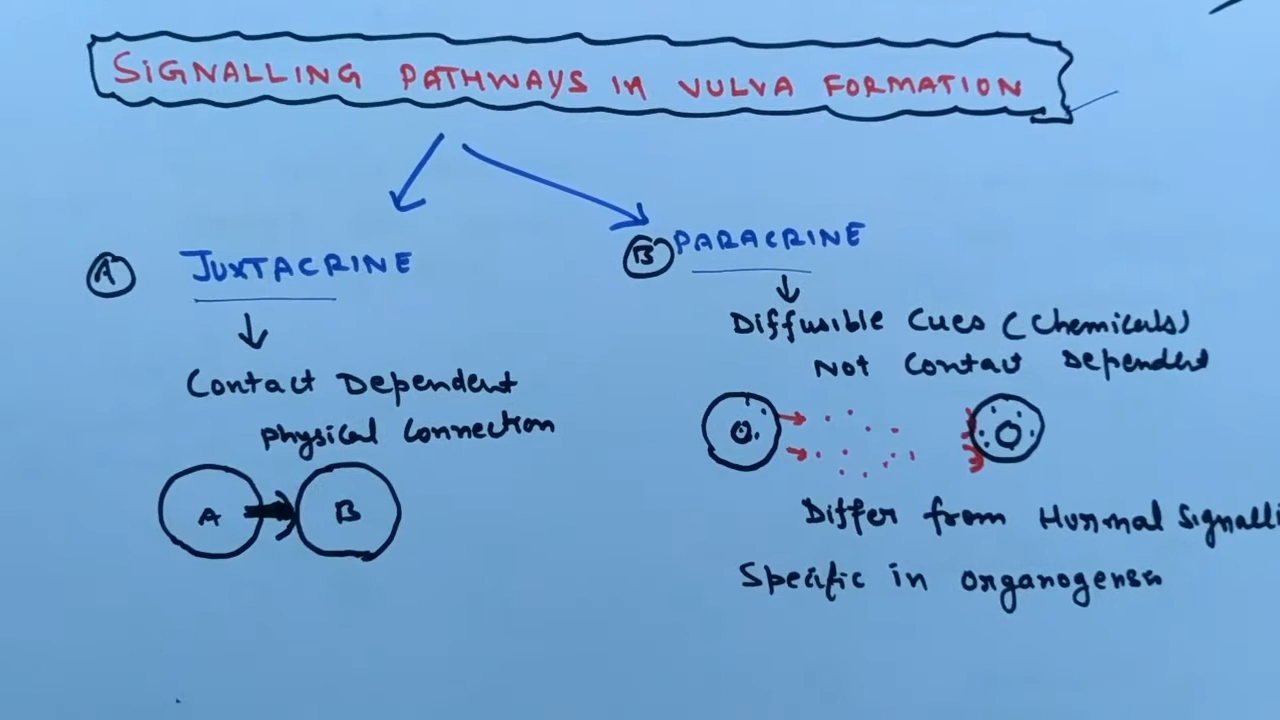 SIGNALLING PATHWAYS IN VULVA FORMATION
A JUXTACRINE
Contact Dependent
Physical Connection
A B
B PARACRINE
Diffusible Cues (Chemicals)
Not Contact Dependent
Differ from Hurmal Signalli
Specific in organogensis